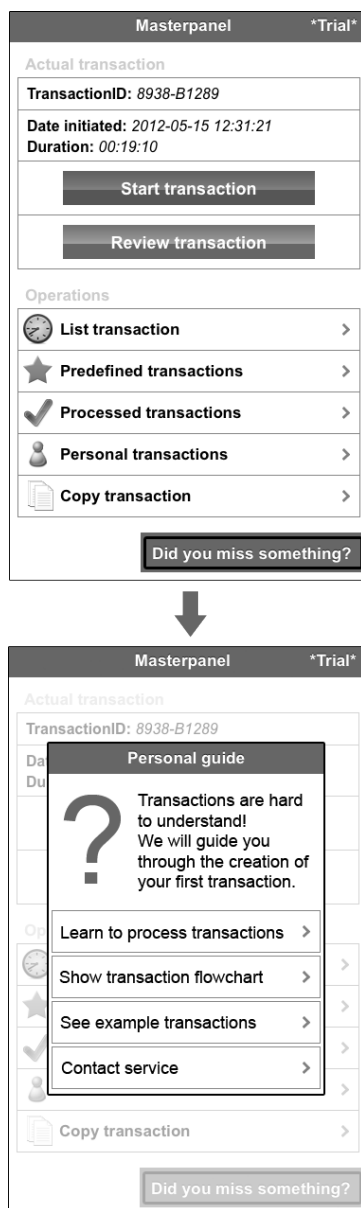 Masterpanel *Trial*
Actual transaction
TransactionID: 8938-B1289
Date initiated: 2012-05-15 12:31:21
Duration: 00:19:10
Start transaction
Review transaction
Operations
List transaction
Predefined transactions
Processed transactions
Personal transactions
Copy transaction
Did you miss something?
Masterpanel *Trial*
Actual transaction
TransactionID: 8938-B1289
Da
Du
Personal guide
?
Transactions are hard
to understand!
We will guide you
through the creation of
your first transaction.
Op
Learn to process transactions
Show transaction flowchart
See example transactions
Contact service
Copy transaction
Did you miss something?